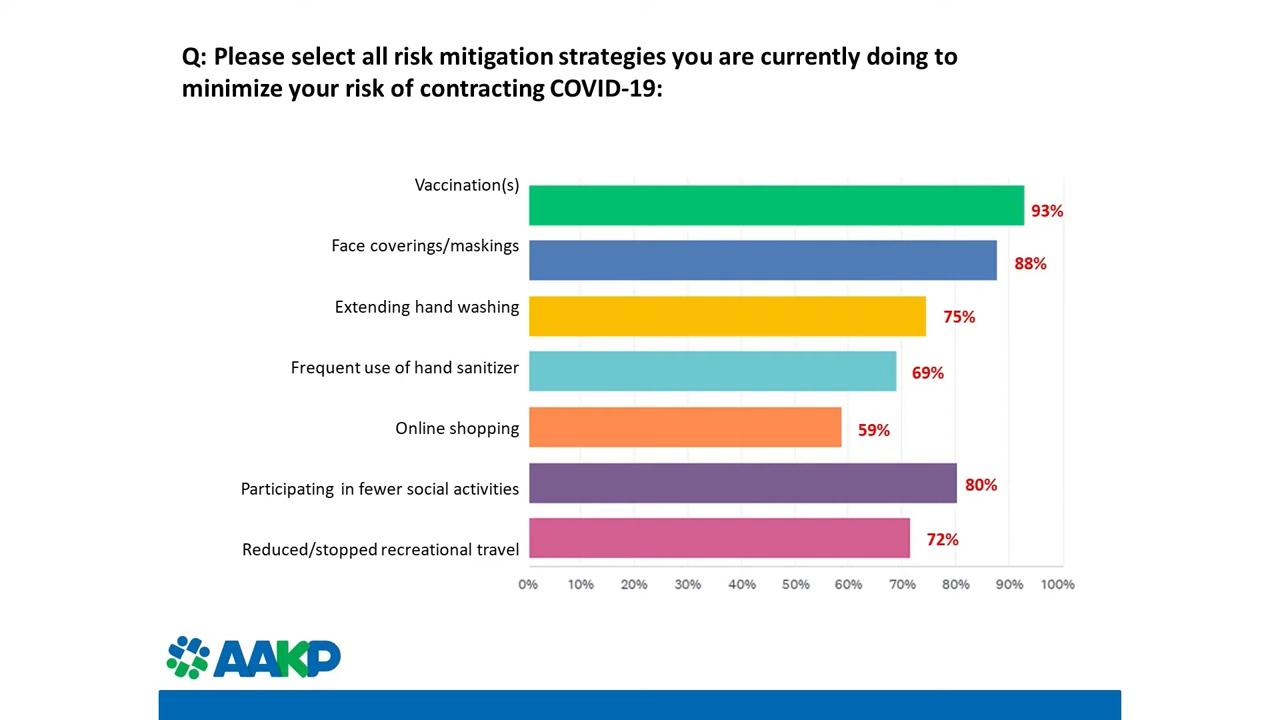 Q: Please select all risk mitigation strategies you are currently doing to
minimize your risk of contracting COVID-19:
Vaccination(s)
93%
Face coverings/maskings
88%
Extending hand washing
75%
Frequent use of hand sanitizer
69%
Online shopping
59%
Participating in fewer social activities
80%
Reduced/stopped recreational travel
72%
0% 10% 20% 30% 40% 50% 60% 70% 80% 90% 100%
AAKP